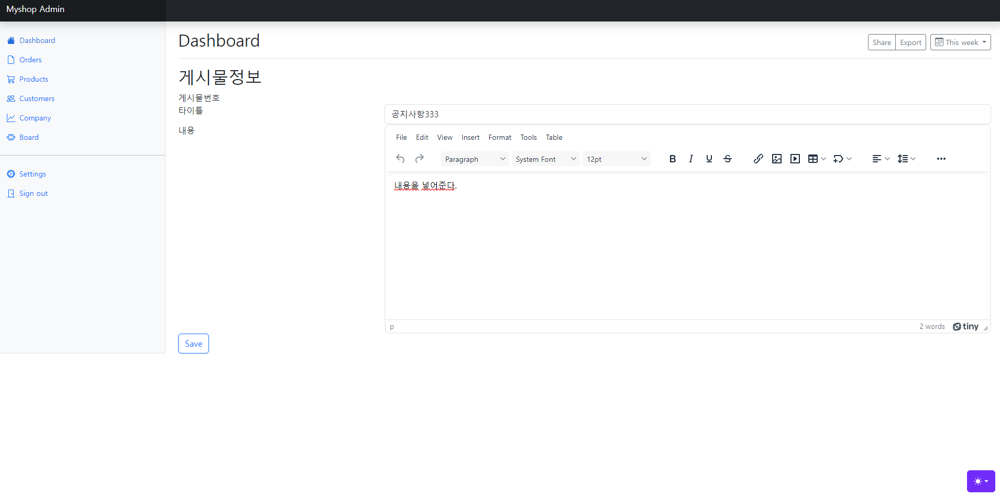 Myshop Admin
Dashboard
Orders
Products
Customers
Company
Board
Settings
Sign out
Dashboard
Share Export This week
게시물정보
게시물번호
타이틀 공지사항333
내용
File Edit View Insert Format Tools Table
Paragraph System Font 12pt B I U S
내용을 넣어준다.
p 2 words tiny
Save